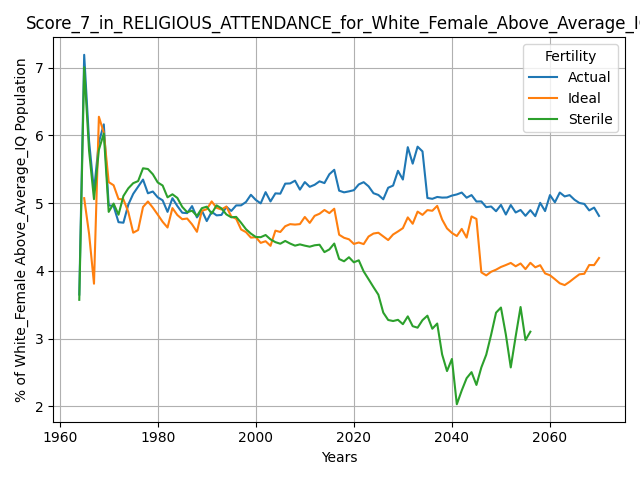 Score_7_in_RELIGIOUS_ATTENDANCE_for_White_Female_Above_Average_I
% of White_Female Above_Average_IQ Population
7
6
5
4
3
2
Fertility
Actual
Ideal
Sterile
1960 1980 2000 2020 2040 2060
Years